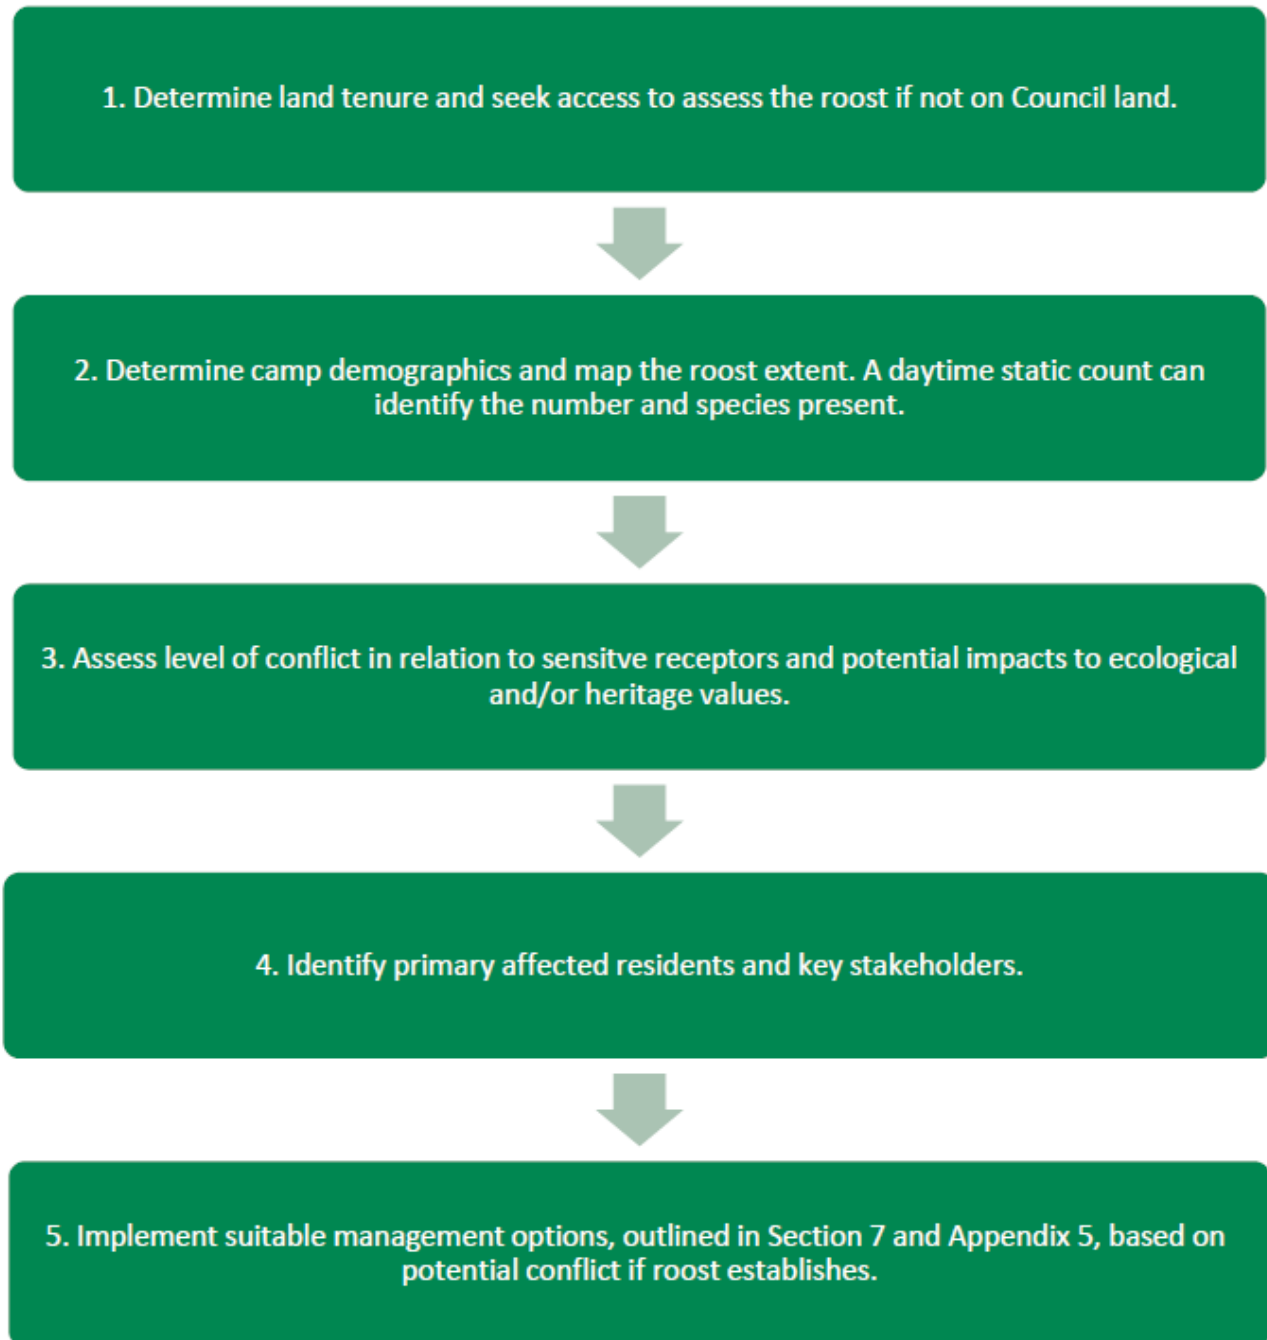 1. Determine land tenure and seek access to assess the roost if not on Council land.
2. Determine camp demographics and map the roost extent. A daytime static count can
identify the number and species present.
3. Assess level of conflict in relation to sensitve receptors and potential impacts to ecological
and/or heritage values.
4. Identify primary affected residents and key stakeholders.
5. Implement suitable management options, outlined in Section 7 and Appendix 5, based on
potential conflict if roost establishes.